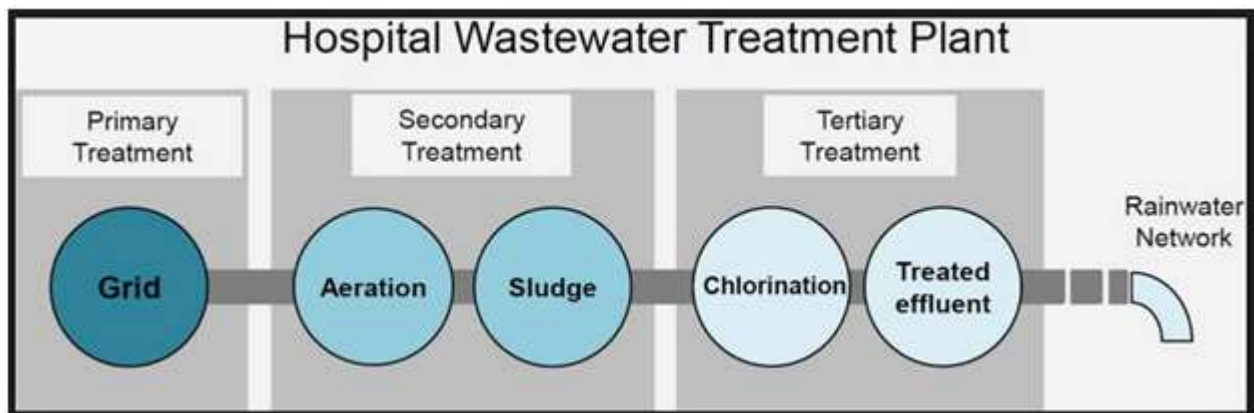 Hospital Wastewater Treatment Plant
Primary
Treatment
Secondary
Treatment
Tertiary
Treatment
Rainwater
Network
Grid
Aeration
Sludge
Chlorination
Treated
effluent